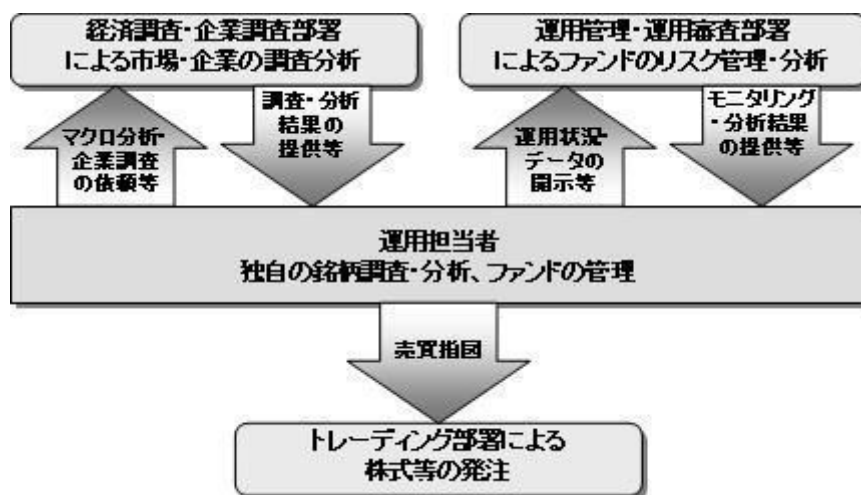 経済調査・企業調査部署
による市場・企業の調査分析
運用管理・運用審査部署
によるファンドのリスク管理・分析
マクロ分析・
企業調査
の依頼等
調査・分析
結果の
提供等
運用状況・
データの
開示等
モニタリング
・分析結果
の提供等
運用担当者
独自の銘柄調査・分析、ファンドの管理
売買指図
トレーディング部署による
株式等の発注